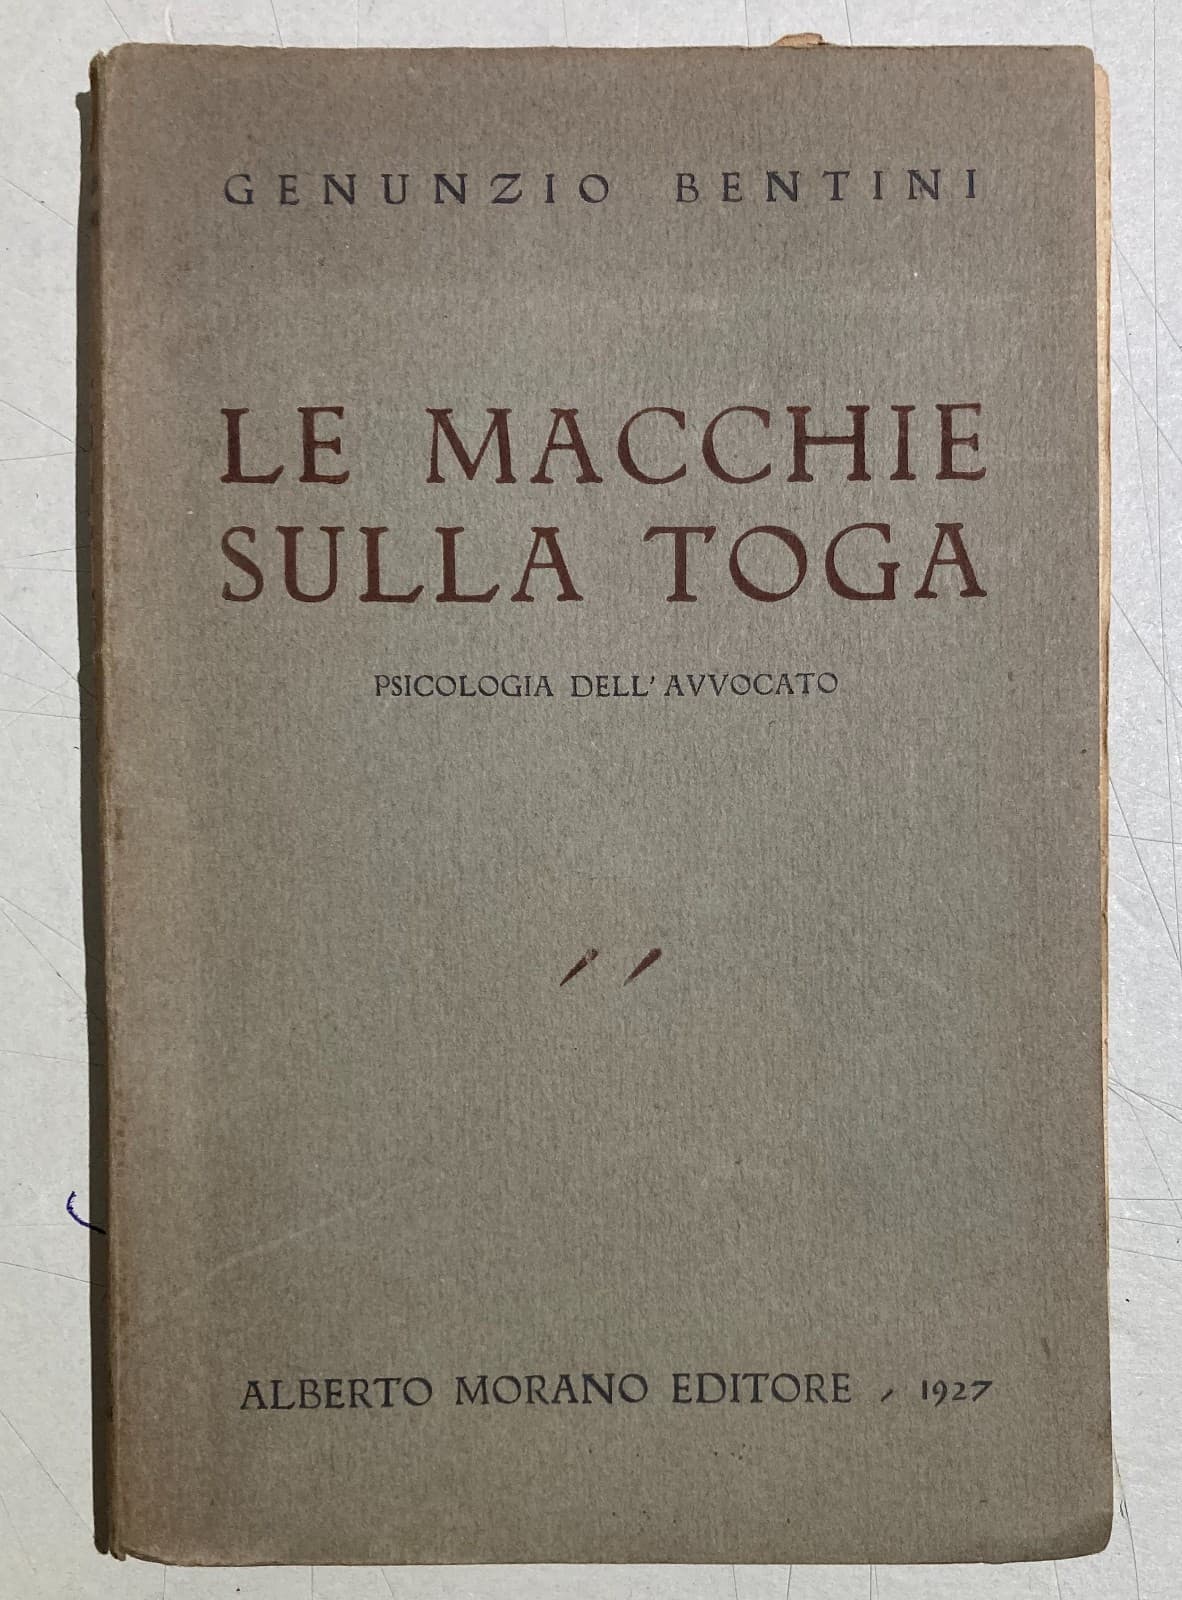 GENUNZIO BENTINI
LE MACCHIE
SULLA TOGA
PSICOLOGIA DELL'AVVOCATO
ALBERTO MORANO EDITORE , 1927